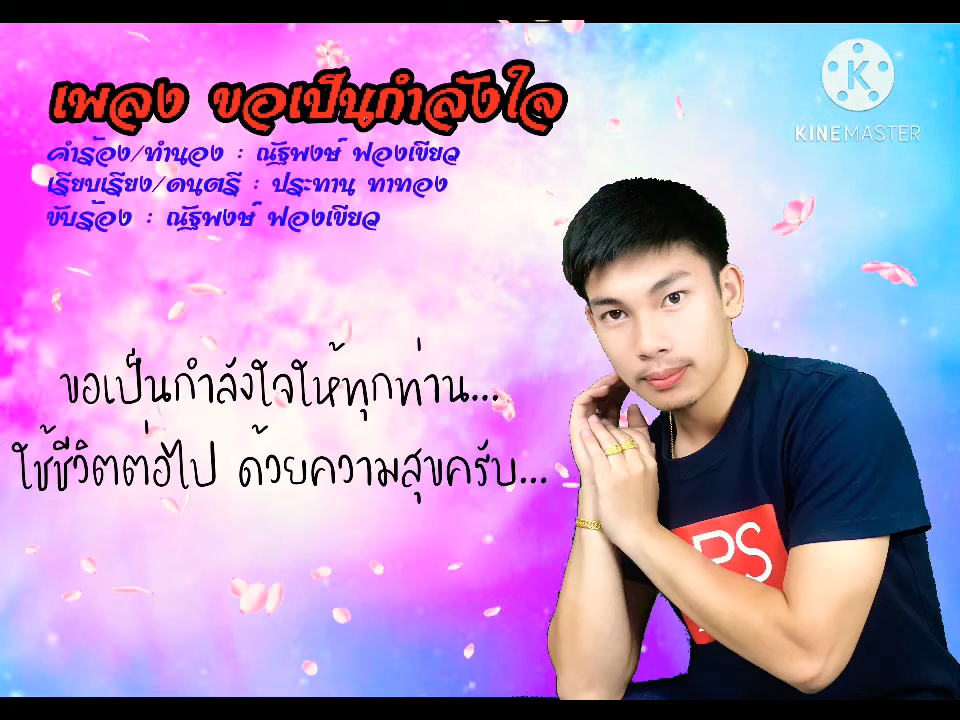 เพลง ขอเป็นกำลังใจ
คำร้อง/ทำนอง : ณัฐพงษ์ ฟองเขียว
เรียบเรียง/ดนตรี : ประทาน ทาทอง
ขับร้อง : ณัฐพงษ์ ฟองเขียว
KINEMASTER
ขอเป็นกำลังใจให้ทุกท่าน...
ใช้ชีวิตต่อไป ด้วยความสุขครับ...